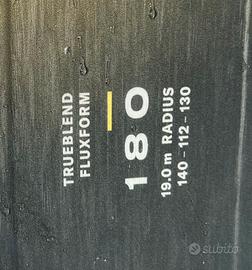 TRUEBLEND
FLUXFORM
180
19.0 m RADIUS
140-112-130
subito